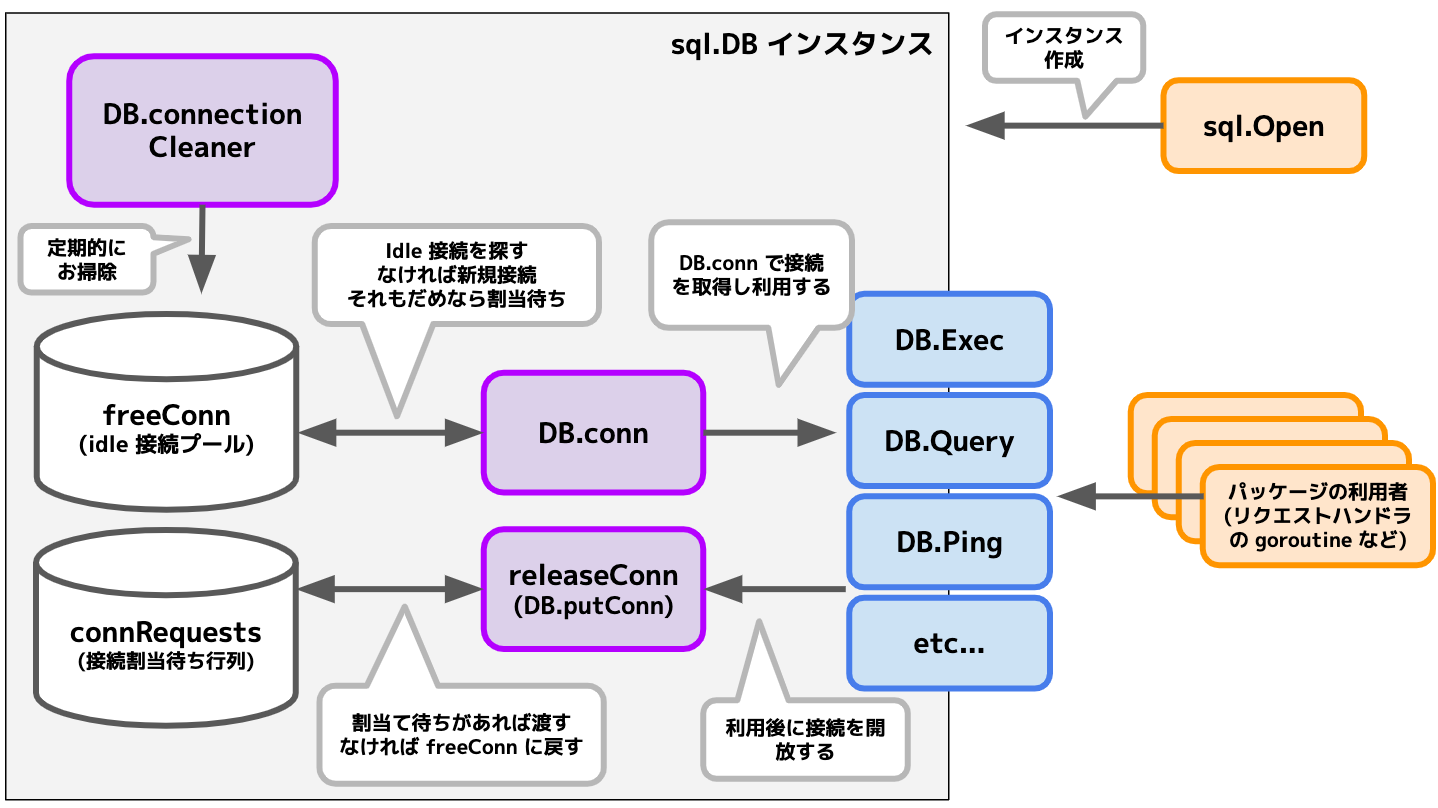 sql.DB インスタンス
インスタンス
作成
sql.Open
DB.connection
Cleaner
定期的に
お掃除
Idle 接続を探す
なければ新規接続
それもだめなら割当待ち
DB.conn で接続
を取得し利用する
freeConn
(idle 接続プール)
DB.conn
DB.Exec
DB.Query
DB.Ping
etc...
パッケージの利用者
(リクエストハンドラ
の goroutine など)
connRequests
(接続割当待ち行列)
releaseConn
(DB.putConn)
割当て待ちがあれば渡す
なければ freeConn に戻す
利用後に接続を開
放する